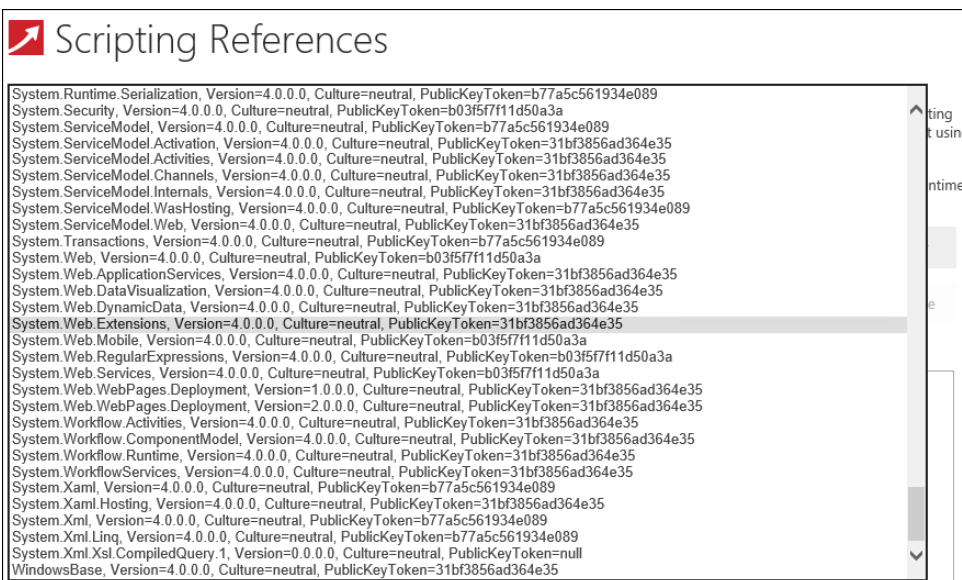 Scripting References
System.Runtime.Serialization, Version=4.0.0.0, Culture=neutral, PublicKeyToken=b77a5c561934e089
System.Security, Version=4.0.0.0, Culture=neutral, PublicKeyToken=b03f5f7f11d50a3a
System.ServiceModel, Version=4.0.0.0, Culture=neutral, PublicKeyToken=b77a5c561934e089
System.ServiceModel.Activation, Version=4.0.0.0, Culture=neutral, PublicKeyToken=31bf3856ad364e35
System.ServiceModel.Activities, Version=4.0.0.0, Culture=neutral, PublicKeyToken=31bf3856ad364e35
System.ServiceModel.Channels, Version=4.0.0.0, Culture=neutral, PublicKeyToken=31bf3856ad364e35
System.ServiceModel.Internals, Version=4.0.0.0, Culture=neutral, PublicKeyToken=31bf3856ad364e35
System.ServiceModel.WasHosting, Version=4.0.0.0, Culture=neutral, PublicKeyToken=b77a5c561934e089
System.ServiceModel.Web, Version=4.0.0.0, Culture=neutral, PublicKeyToken=31bf3856ad364e35
System.Transactions, Version=4.0.0.0, Culture=neutral, PublicKeyToken=b77a5c561934e089
System.Web, Version=4.0.0.0, Culture=neutral, PublicKeyToken=b03f5f7f11d50a3a
System.Web.ApplicationServices, Version=4.0.0.0, Culture=neutral, PublicKeyToken=31bf3856ad364e35
System.Web.DataVisualization, Version=4.0.0.0, Culture=neutral, PublicKeyToken=31bf3856ad364e35
System.Web.DynamicData, Version=4.0.0.0, Culture=neutral, PublicKeyToken=31bf3856ad364e35
System.Web.Extensions, Version=4.0.0.0, Culture=neutral, PublicKeyToken=31bf3856ad364e35
System.Web.Mobile, Version=4.0.0.0, Culture=neutral, PublicKeyToken=b03f5f7f11d50a3a
System.Web.RegularExpressions, Version=4.0.0.0, Culture=neutral, PublicKeyToken=b03f5f7f11d50a3a
System.Web.Services, Version=4.0.0.0, Culture=neutral, PublicKeyToken=b03f5f7f11d50a3a
System.Web.WebPages.Deployment, Version=1.0.0.0, Culture=neutral, PublicKeyToken=31bf3856ad364e35
System.Web.WebPages.Deployment, Version=2.0.0.0, Culture=neutral, PublicKeyToken=31bf3856ad364e35
System.Workflow.Activities, Version=4.0.0.0, Culture=neutral, PublicKeyToken=31bf3856ad364e35
System.Workflow.ComponentModel, Version=4.0.0.0, Culture=neutral, PublicKeyToken=31bf3856ad364e35
System.Workflow.Runtime, Version=4.0.0.0, Culture=neutral, PublicKeyToken=31bf3856ad364e35
System.WorkflowServices, Version=4.0.0.0, Culture=neutral, PublicKeyToken=31bf3856ad364e35
System.Xaml, Version=4.0.0.0, Culture=neutral, PublicKeyToken=b77a5c561934e089
System.Xaml.Hosting, Version=4.0.0.0, Culture=neutral, PublicKeyToken=31bf3856ad364e35
System.Xml, Version=4.0.0.0, Culture=neutral, PublicKeyToken=b77a5c561934e089
System.Xml.Linq, Version=4.0.0.0, Culture=neutral, PublicKeyToken=b77a5c561934e089
System.Xml.Xsl.CompiledQuery.1, Version=0.0.0.0, Culture=neutral, PublicKeyToken=null
WindowsBase, Version=4.0.0.0, Culture=neutral, PublicKeyToken=31bf3856ad364e35